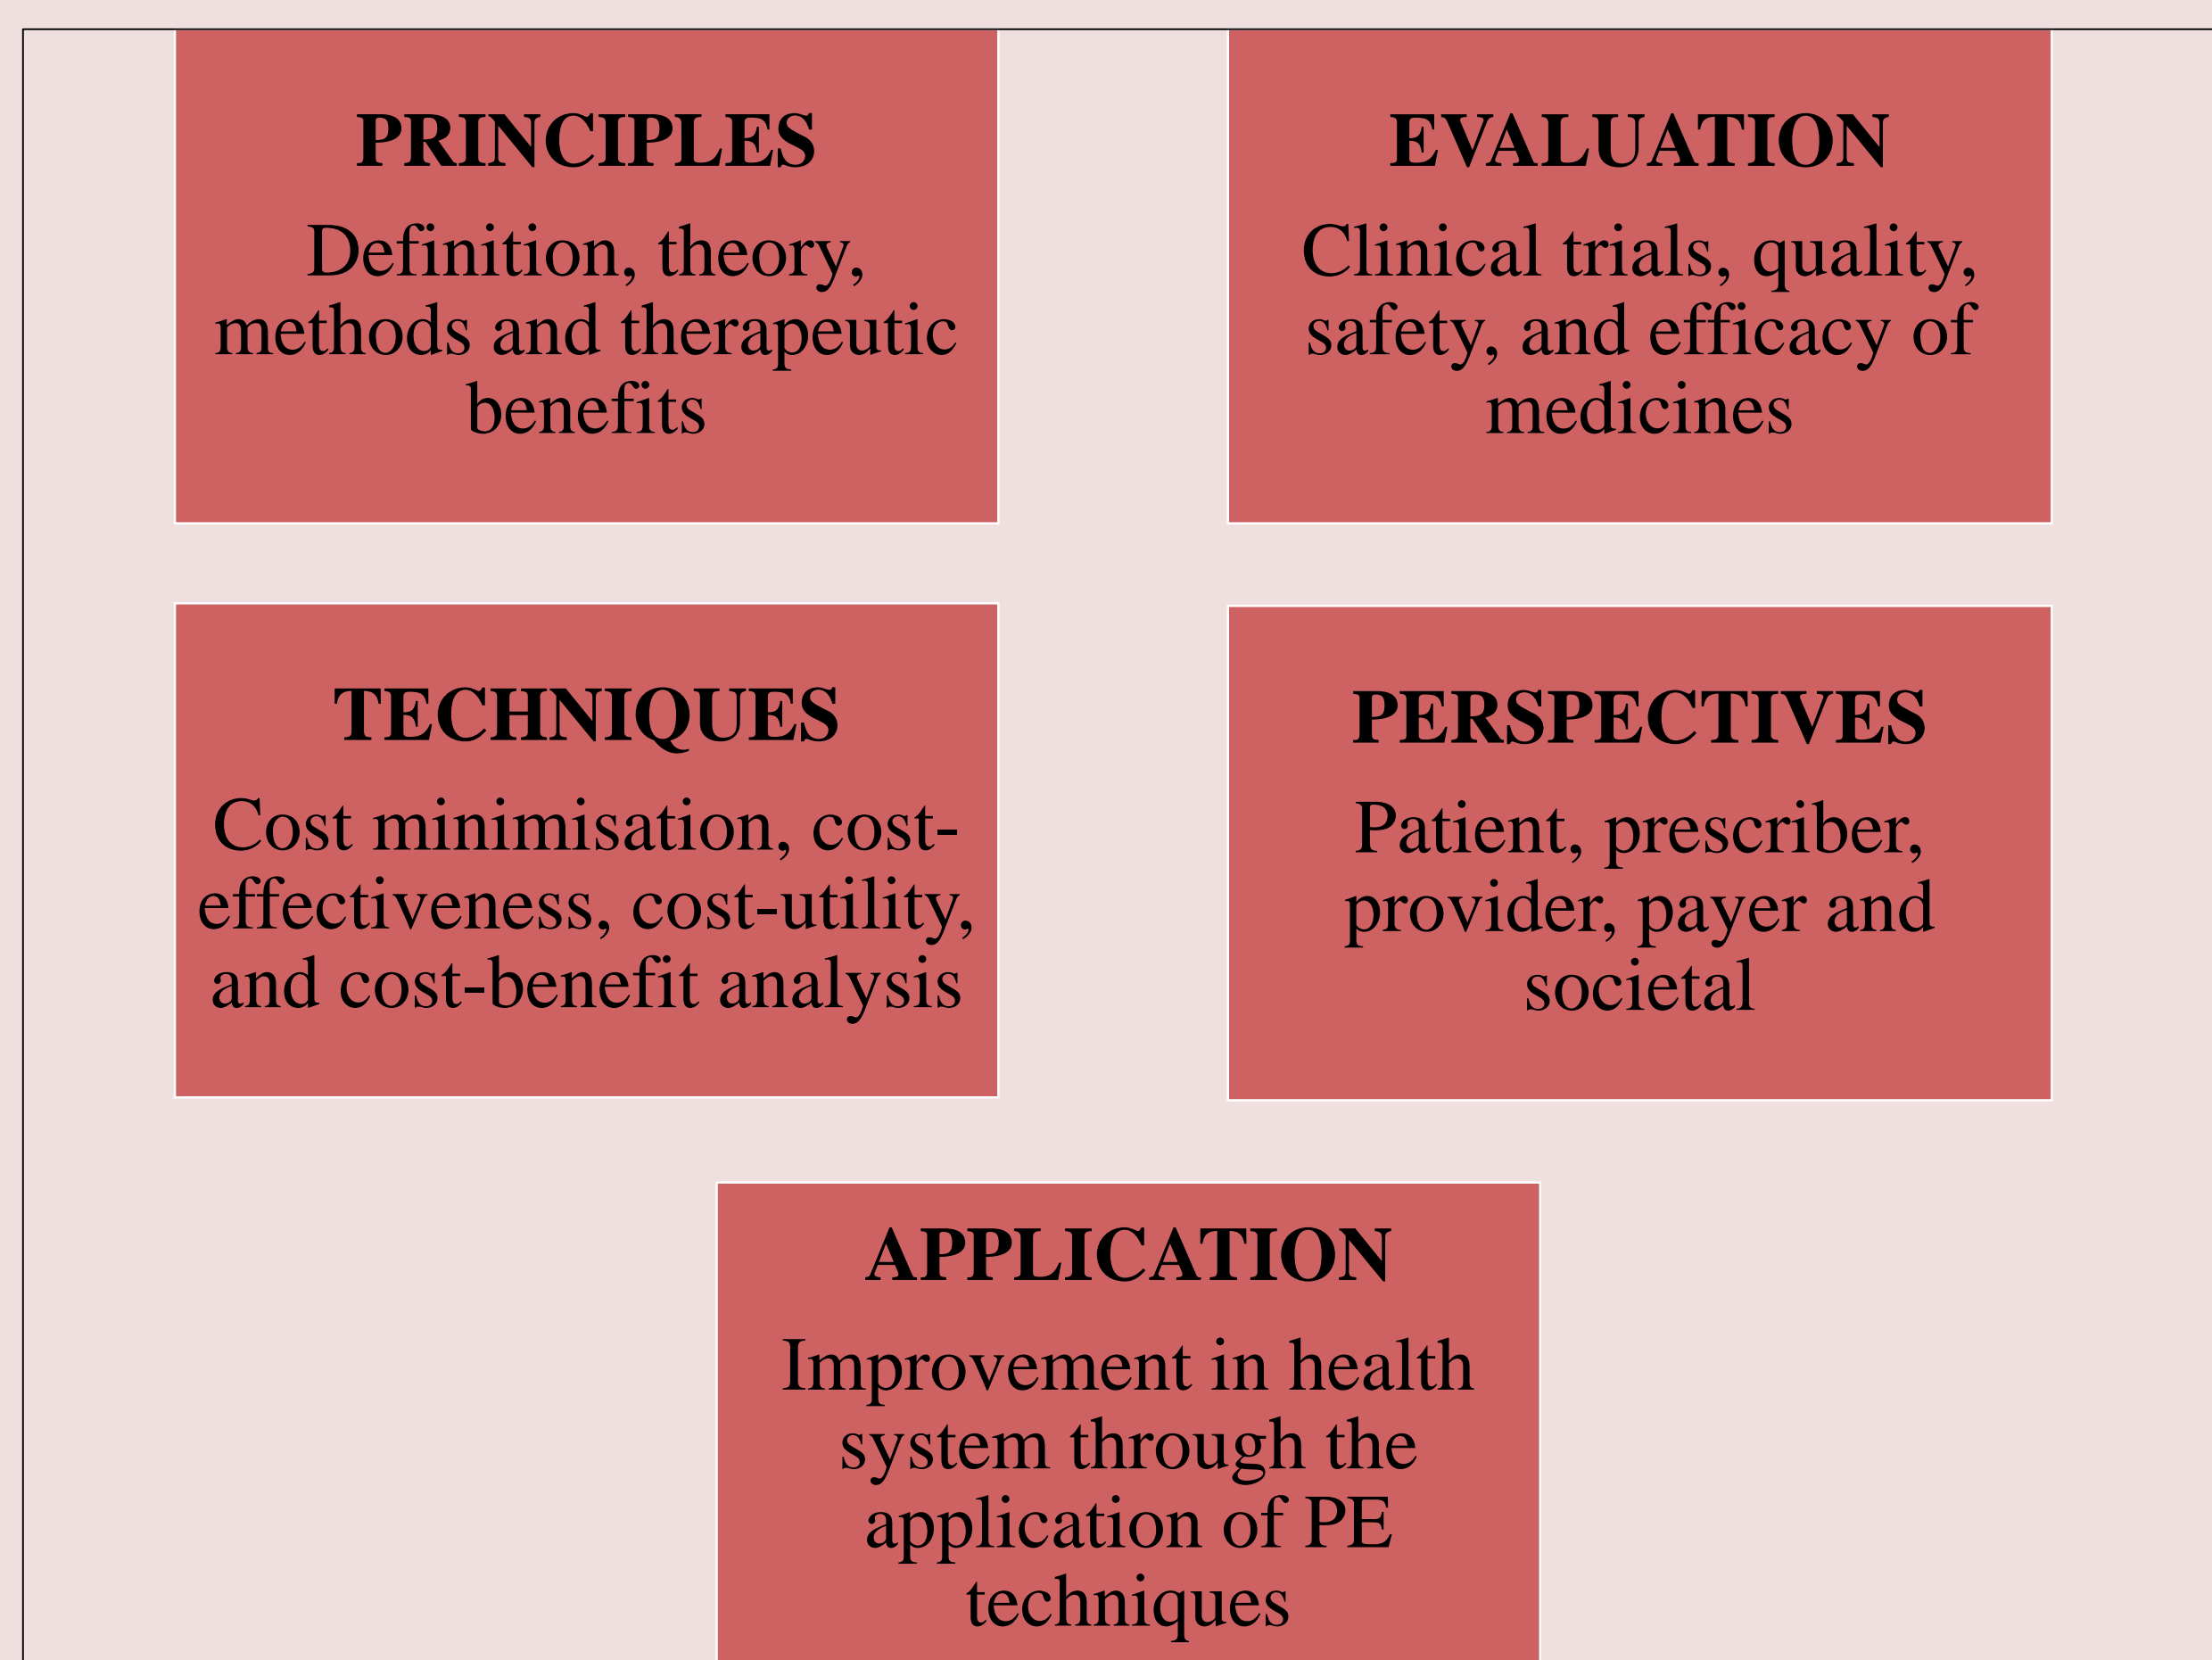 PRINCIPLES
Definition, theory,
methods and therapeutic
benefits
EVALUATION
Clinical trials, quality,
safety, and efficacy of
medicines
TECHNIQUES
Cost minimisation, cost-
effectiveness, cost-utility,
and cost-benefit analysis
PERSPECTIVES
Patient, prescriber,
provider, payer and
societal
APPLICATION
Improvement in health
system through the
application of PE
techniques